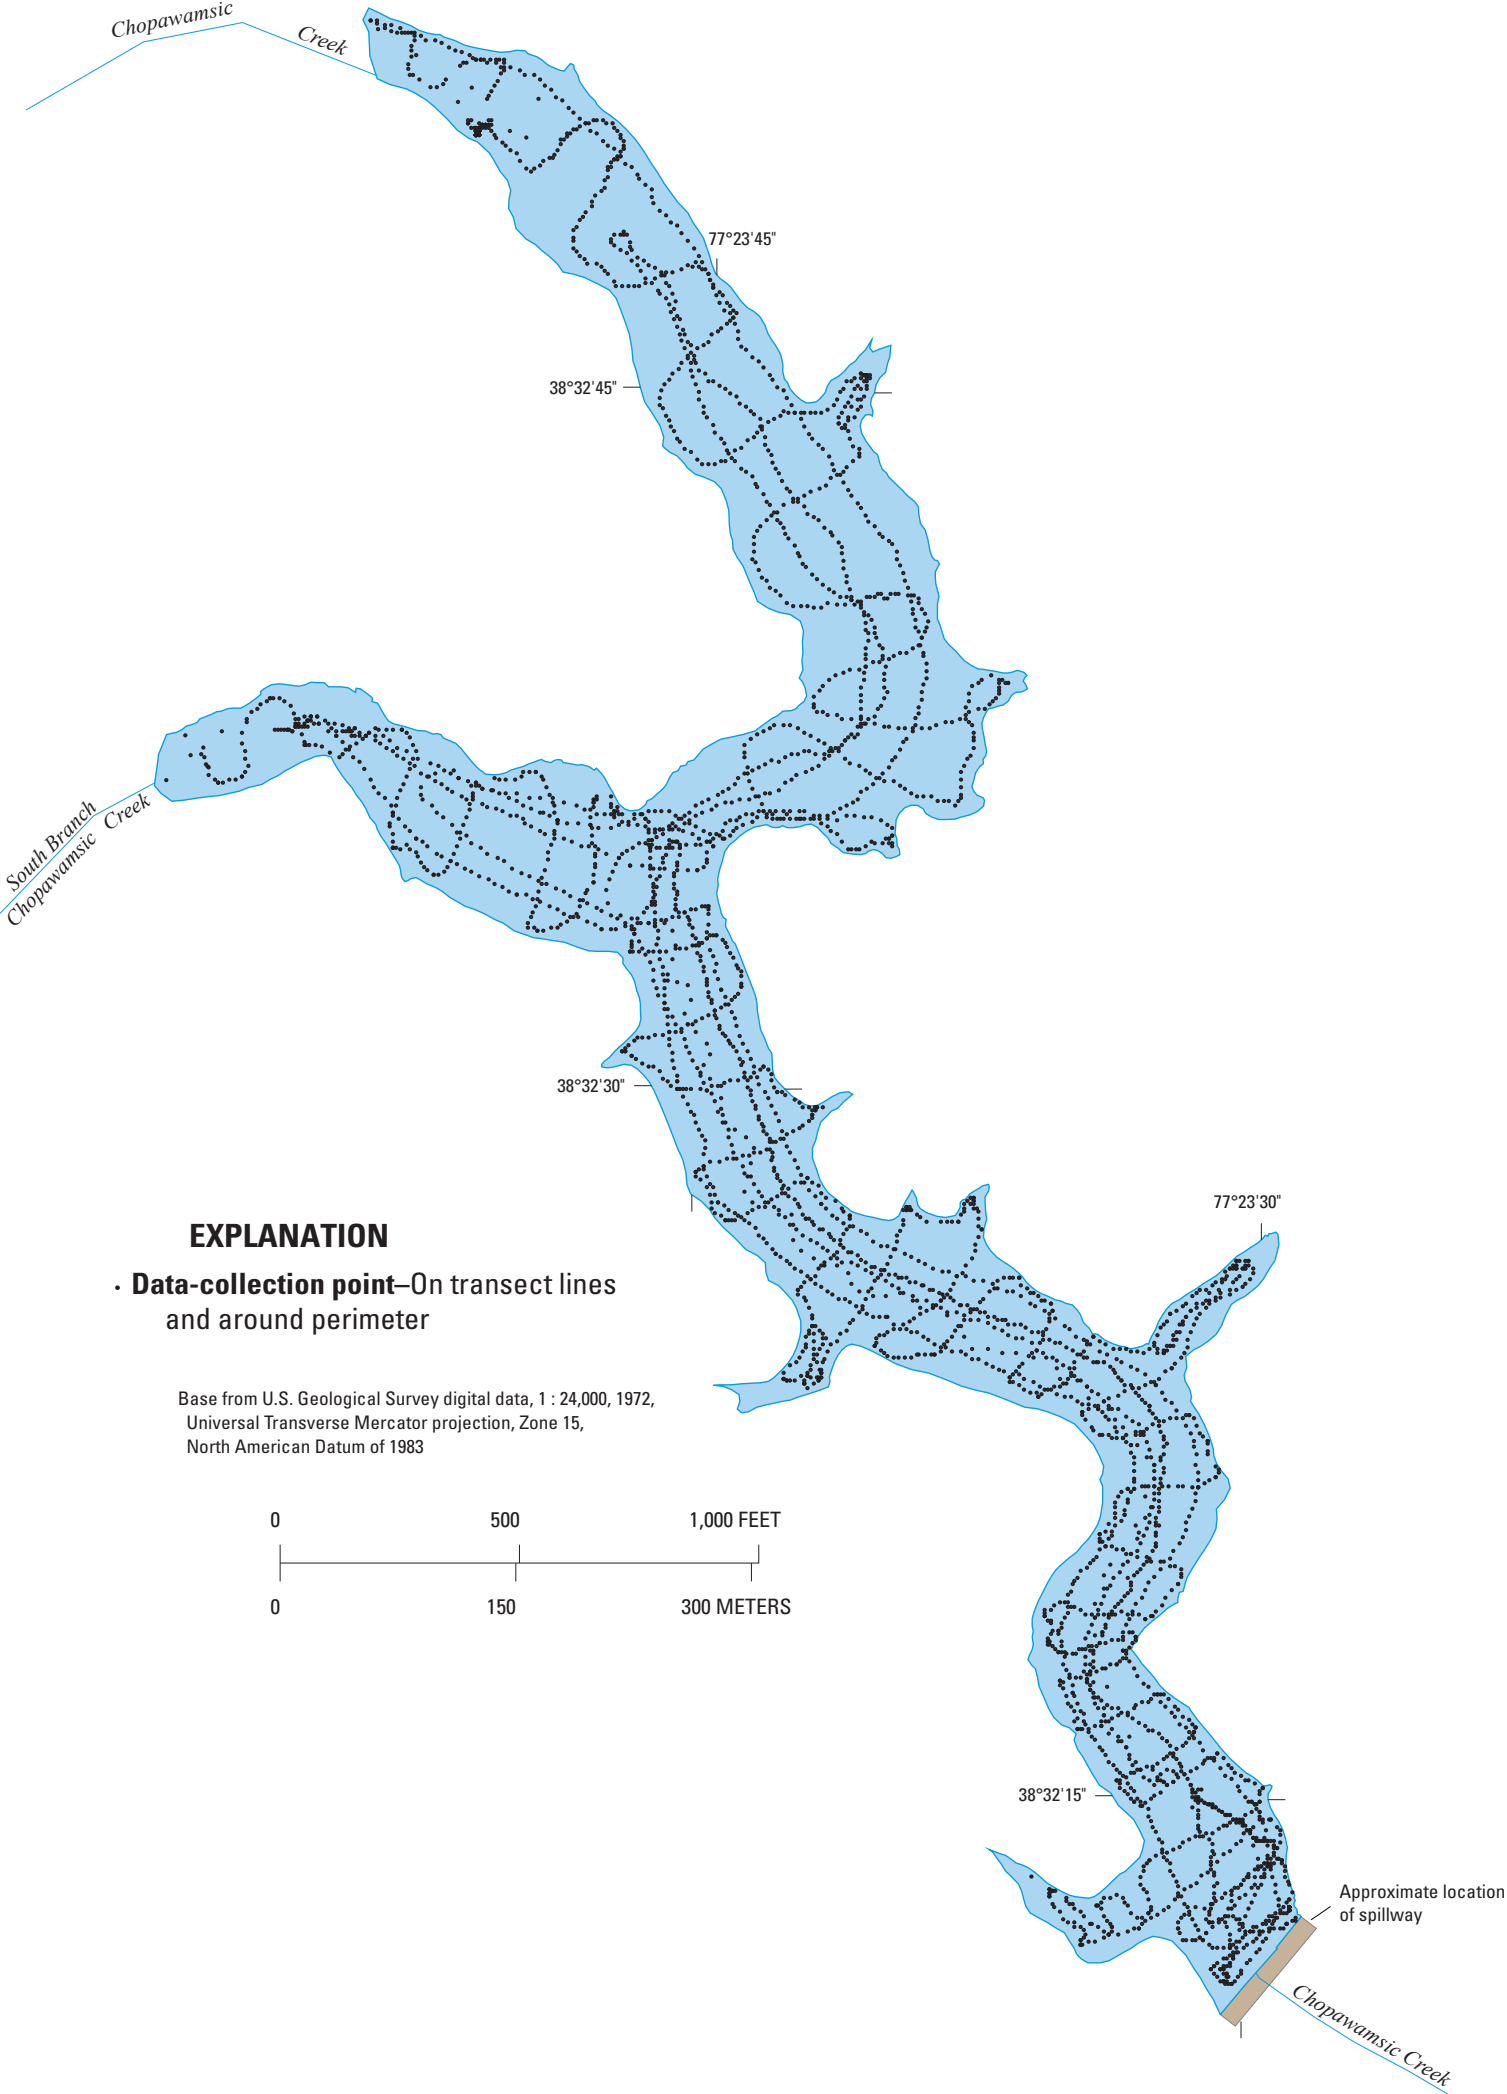 Chopawamsic
Creek
77°23'45"
38°32'45"
South Branch
Chopawamsic Creek
38°32'30"
77°23'30"
EXPLANATION
Data-collection point–On transect lines
and around perimeter
Base from U.S. Geological Survey digital data, 1 : 24,000, 1972,
Universal Transverse Mercator projection, Zone 15,
North American Datum of 1983
0 500 1,000 FEET
0 150 300 METERS
38°32'15"
Approximate location
of spillway
Chopawamsic Creek